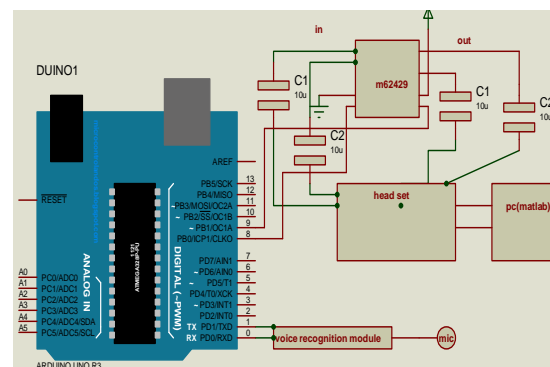 in
out
DUINO1
C1
10u
m62429
C1
10u
C2
10u
C2
10u
AREF
RESET
PB5/SCK 13
PB4/MISO 12
~PB3/MOSI/OC2A 11
~ PB2/SS/OC1B 10
~ PB1/OC1A 9
PB0/ICP1/CLKO 8
PD7/AIN1 7
~ PD6/AIN0 6
~ PD5/T1 5
PD4/T0/XCK 4
~ PD3/INT1 3
PD2/INT0 2
TX PD1/TXD 1
RX PD0/RXD 0
DIGITAL (~PWM)
ANALOG IN
ATMEGA328P-PU
1121
A0 PC0/ADC0
A1 PC1/ADC1
A2 PC2/ADC2
A3 PC3/ADC3
A4 PC4/ADC4/SDA
A5 PC5/ADC5/SCL
head set
pc(matlab)
voice recognition module
mic
ARDUINO UNO R3